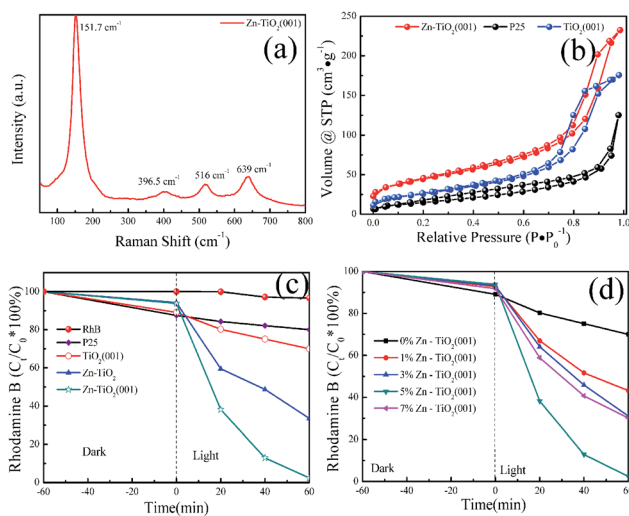 Zn-TiO2(001)
(a)
151.7 cm-1
396.5 cm-1
516 cm-1
639 cm-1
Intensity (a.u.)
100 200 300 400 500 600 700 800
Raman Shift (cm-1)
Zn-TiO2(001) P25 TiO2(001)
(b)
Volume @ STP (cm3•g-1)
250
200
150
100
50
0
0.0 0.2 0.4 0.6 0.8 1.0
Relative Pressure (P•P0-1)
(c)
Rhodamine B (Ct/C0*100%)
100
80
60
40
20
0
RhB
P25
TiO2(001)
Zn-TiO2
Zn-TiO2(001)
Dark
Light
-60 -40 -20 0 20 40 60
Time(min)
(d)
Rhodamine B (Ct/C0*100%)
100
80
60
40
20
0
0% Zn - TiO2(001)
1% Zn - TiO2(001)
3% Zn - TiO2(001)
5% Zn - TiO2(001)
7% Zn - TiO2(001)
Dark
Light
-60 -40 -20 0 20 40 60
Time(min)